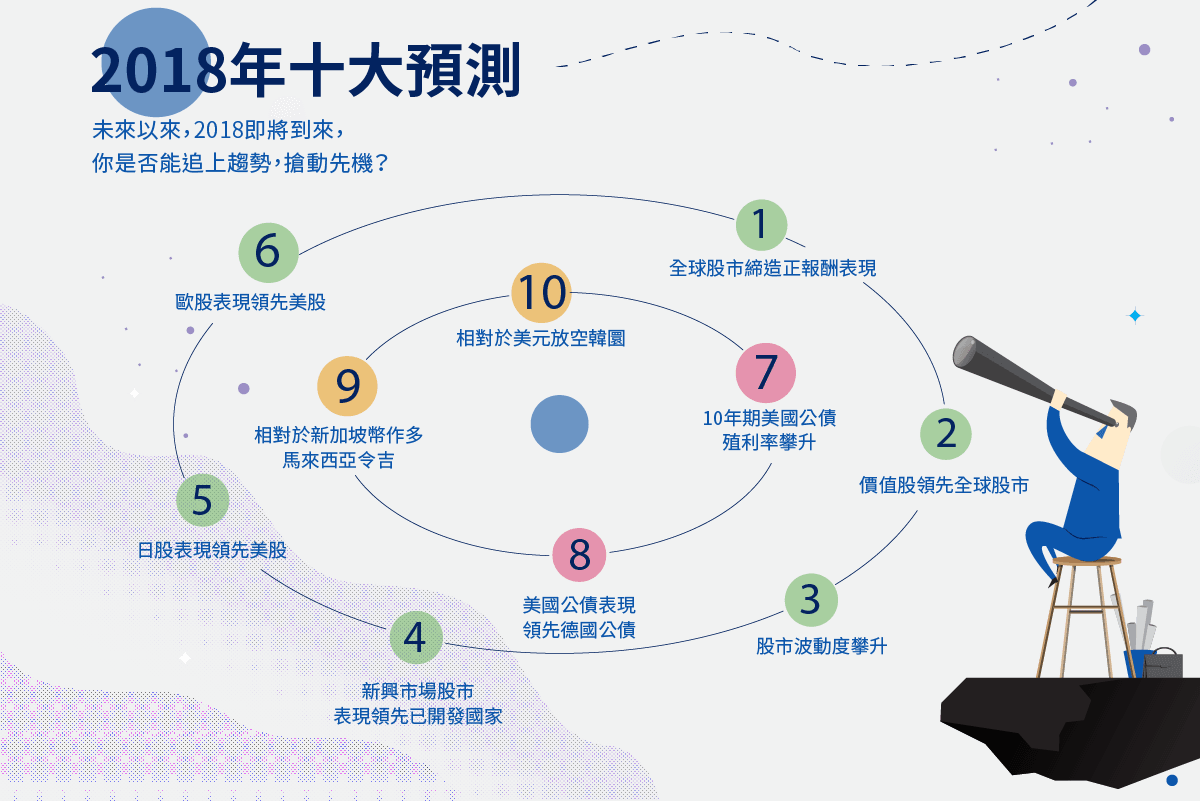 2018年十大預測
未來以來,2018即將到來,
你是否能追上趨勢,搶動先機?
1
全球股市締造正報酬表現
2
價值股領先全球股市
3
股市波動度攀升
4
新興市場股市
表現領先已開發國家
5
日股表現領先美股
6
歐股表現領先美股
7
10年期美國公債
殖利率攀升
8
美國公債表現
領先德國公債
9
相對於新加坡幣作多
馬來西亞令吉
10
相對於美元放空韓圜